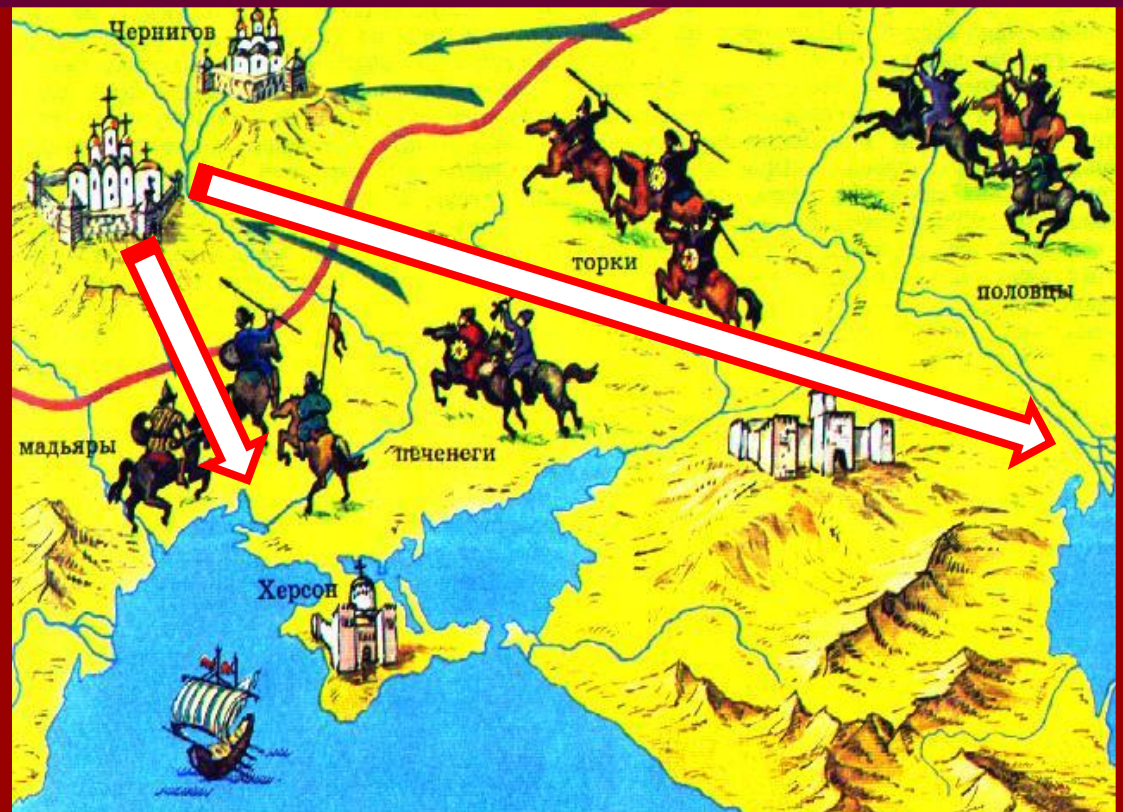 Чернигов
торки
половцы
мадьяры
печенеги
Херсон